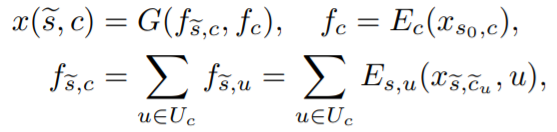 x(s̃, c) = G(f_{s̃,c}, f_c),   f_c = E_c(x_{s_0,c}),
f_{s̃,c} = ∑_{u∈U_c} f_{s̃,u} = ∑_{u∈U_c} E_{s,u}(x_{s̃,c̃_u}, u),